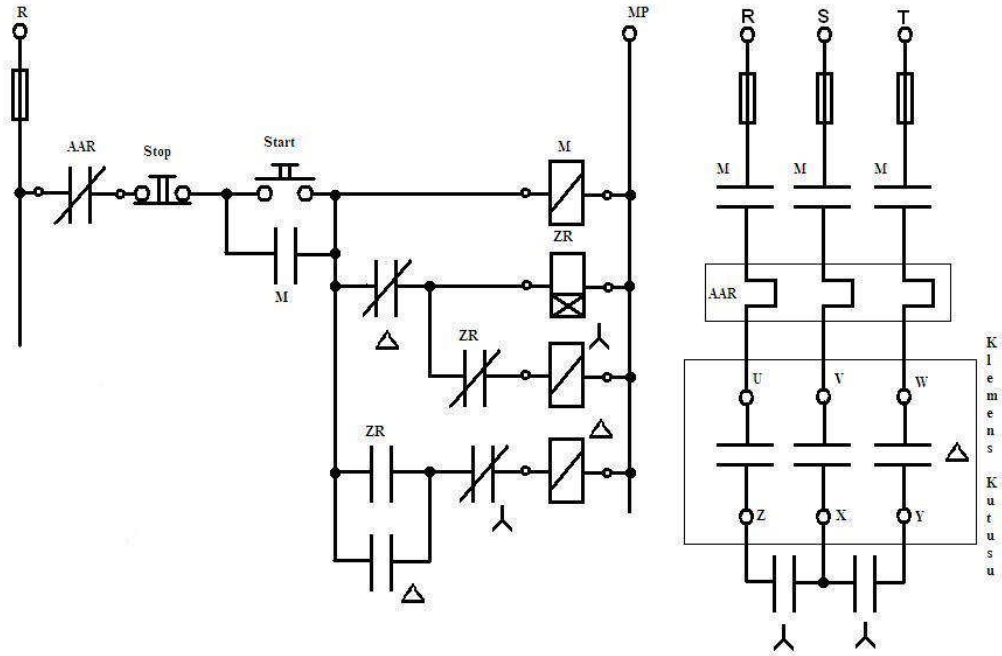 R
MP
R S T
AAR
Stop
Start
M
M
ZR
ZR
ZR
M M M
AAR
U V W
Z X Y
Klemens Kutusu